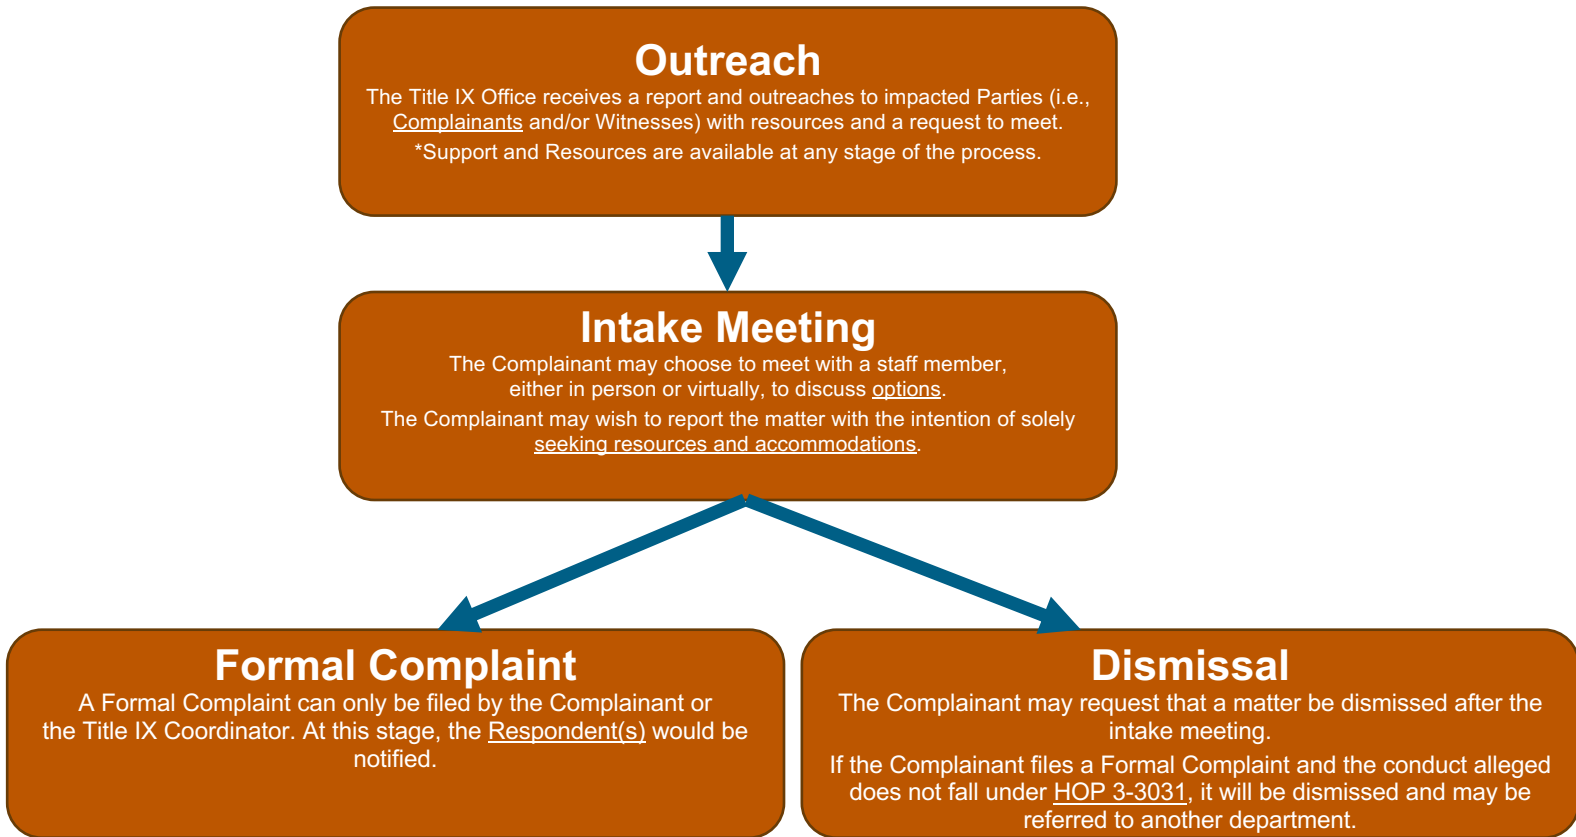 Outreach
The Title IX Office receives a report and outreaches to impacted Parties (i.e.,
Complainants and/or Witnesses) with resources and a request to meet.
*Support and Resources are available at any stage of the process.
Intake Meeting
The Complainant may choose to meet with a staff member,
either in person or virtually, to discuss options.
The Complainant may wish to report the matter with the intention of solely
seeking resources and accommodations.
Formal Complaint
A Formal Complaint can only be filed by the Complainant or
the Title IX Coordinator. At this stage, the Respondent(s) would be
notified.
Dismissal
The Complainant may request that a matter be dismissed after the
intake meeting.
If the Complainant files a Formal Complaint and the conduct alleged
does not fall under HOP 3-3031, it will be dismissed and may be
referred to another department.